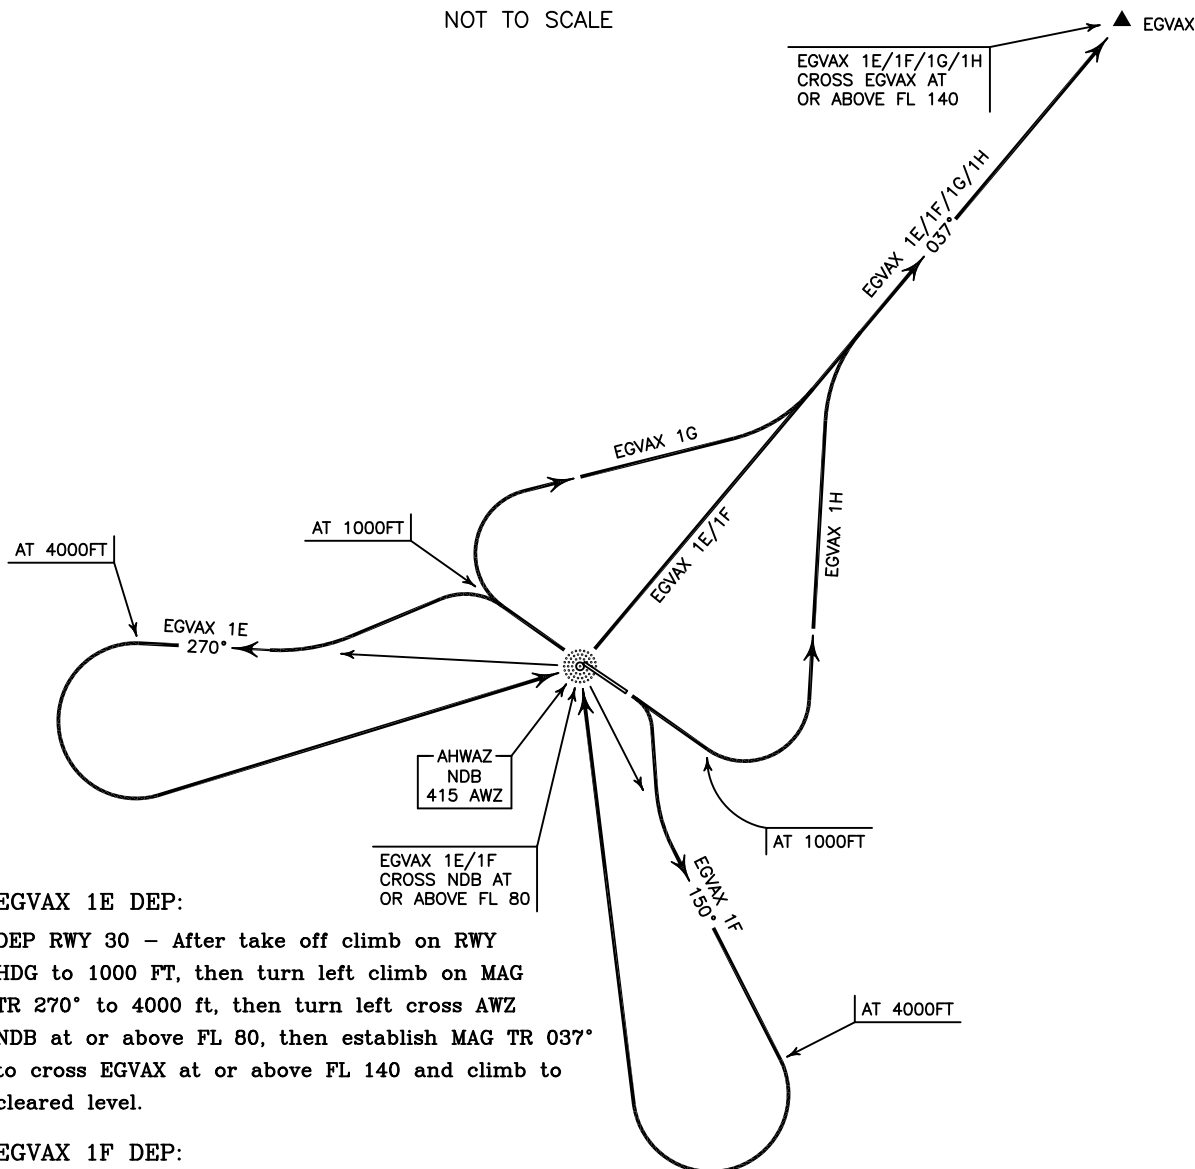 NOT TO SCALE
EGVAX
EGVAX 1E/1F/1G/1H
CROSS EGVAX AT
OR ABOVE FL 140
EGVAX 1E/1F/1G/1H
037°
EGVAX 1G
EGVAX 1E/1F
EGVAX 1H
AT 1000FT
AT 4000FT
EGVAX 1E
270°
AHWAZ
NDB
415 AWZ
EGVAX 1E/1F
CROSS NDB AT
OR ABOVE FL 80
AT 1000FT
EGVAX 1F
150°
AT 4000FT
EGVAX 1E DEP:
DEP RWY 30 – After take off climb on RWY
HDG to 1000 FT, then turn left climb on MAG
TR 270° to 4000 ft, then turn left cross AWZ
NDB at or above FL 80, then establish MAG TR 037°
to cross EGVAX at or above FL 140 and climb to
cleared level.
EGVAX 1F DEP: